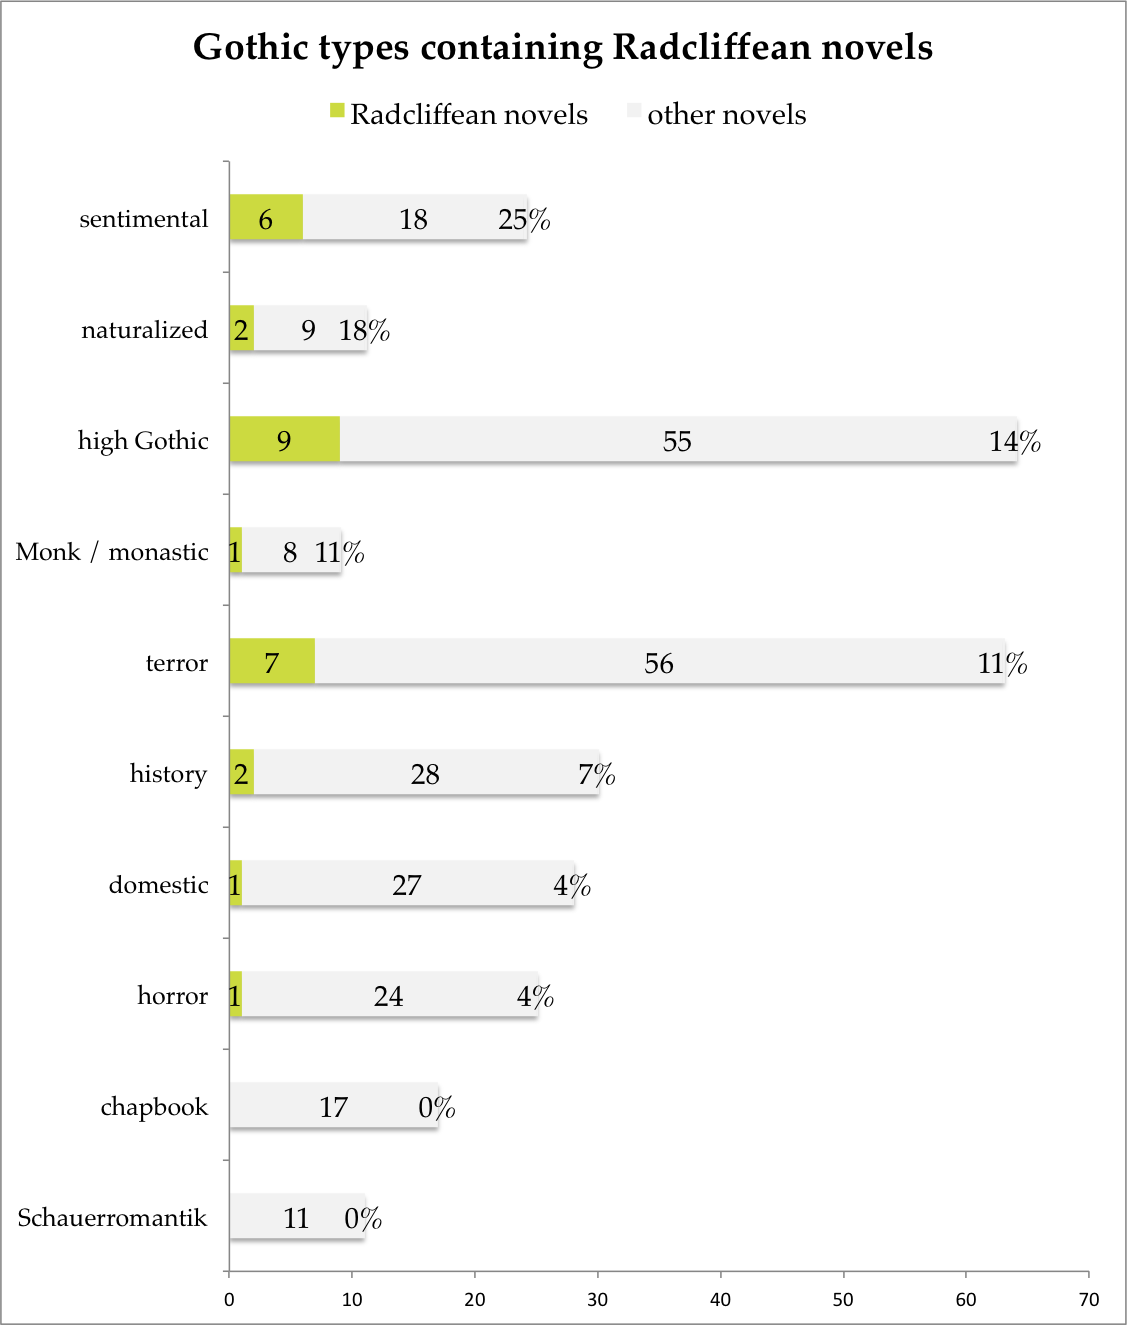 Gothic types containing Radcliffean novels
Radcliffean novels other novels
sentimental 6 18 25%
naturalized 2 9 18%
high Gothic 9 55 14%
Monk / monastic 1 8 11%
terror 7 56 11%
history 2 28 7%
domestic 1 27 4%
horror 1 24 4%
chapbook 17 0%
Schauerromantik 11 0%
0 10 20 30 40 50 60 70